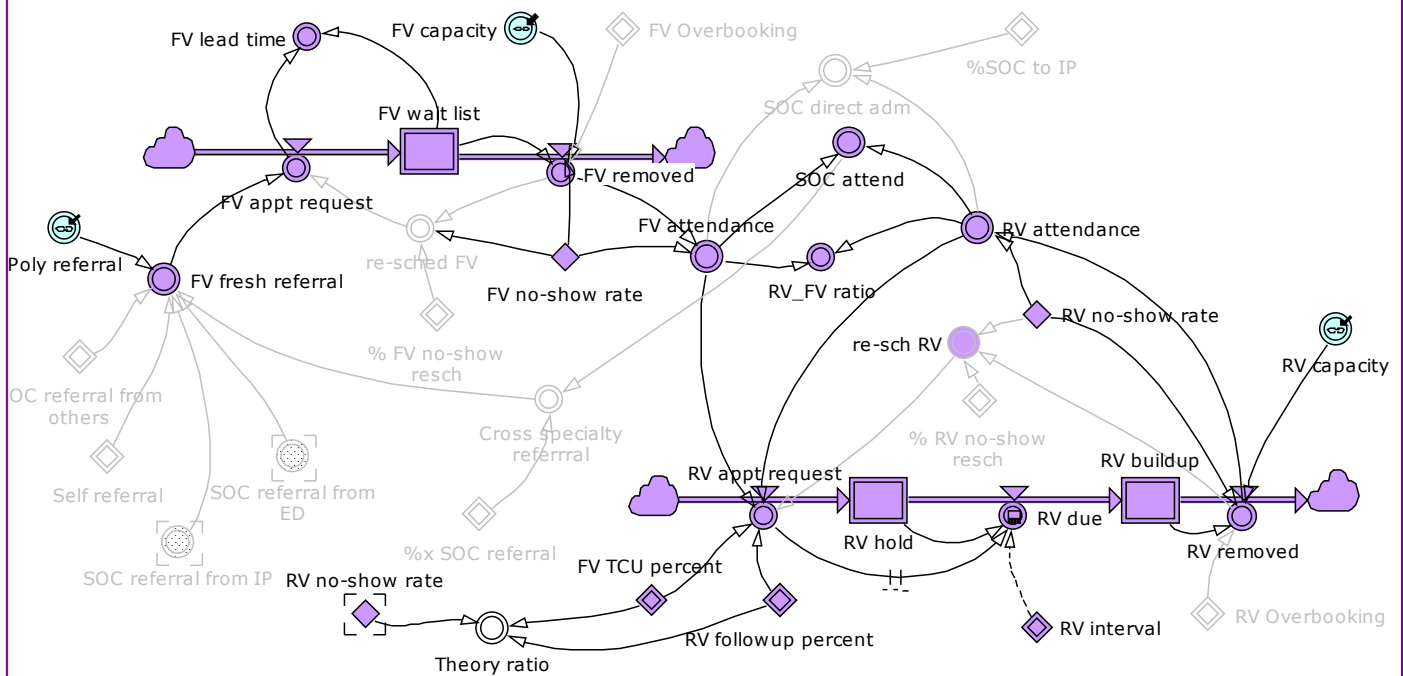 FV lead time
FV capacity
FV Overbooking
%SOC to IP
SOC direct adm
FV wait list
FV removed
SOC attend
FV appt request
FV attendance
RV attendance
Poly referral
FV fresh referral
re-sched FV
FV no-show rate
RV_FV ratio
RV no-show rate
re-sch RV
RV capacity
% FV no-show
resch
OC referral from
others
Cross specialty
referrral
% RV no-show
resch
Self referral
SOC referral from
ED
RV appt request
RV buildup
%x SOC referral
RV hold
RV due
RV removed
SOC referral from IP
RV no-show rate
FV TCU percent
RV followup percent
RV interval
RV Overbooking
Theory ratio